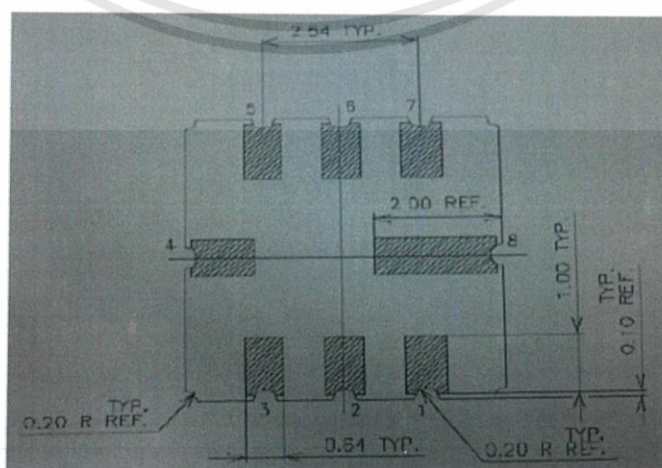 2.54 TYP.
5
6
7
2.00 REF.
4
8
1.00 TYP.
TYP.
0.10 REF.
TYP.
0.20 R REF.
3
2
1
0.64 TYP.
TYP.
0.20 R REF.